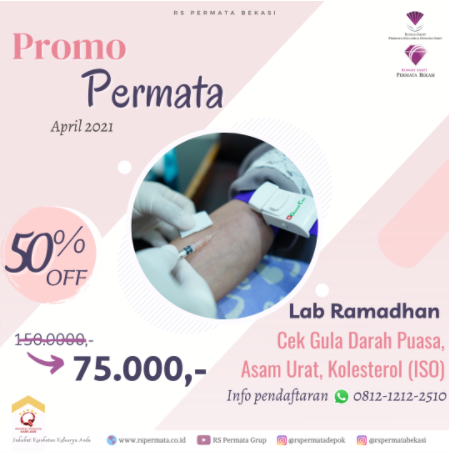 RS PERMATA BEKASI
Promo
Permata
April 2021
PERMATA BEKASI
50%
OFF
150.0000,-
75.000,-
Lab Ramadhan
Cek Gula Darah Puasa,
Asam Urat, Kolesterol (ISO)
Info pendaftaran 0812-1212-2510
Sahabat Kesehatan Keluarga Anda
www.rspermata.co.id
RS Permata Grup
@rspermatadepok
@rspermatabekasi